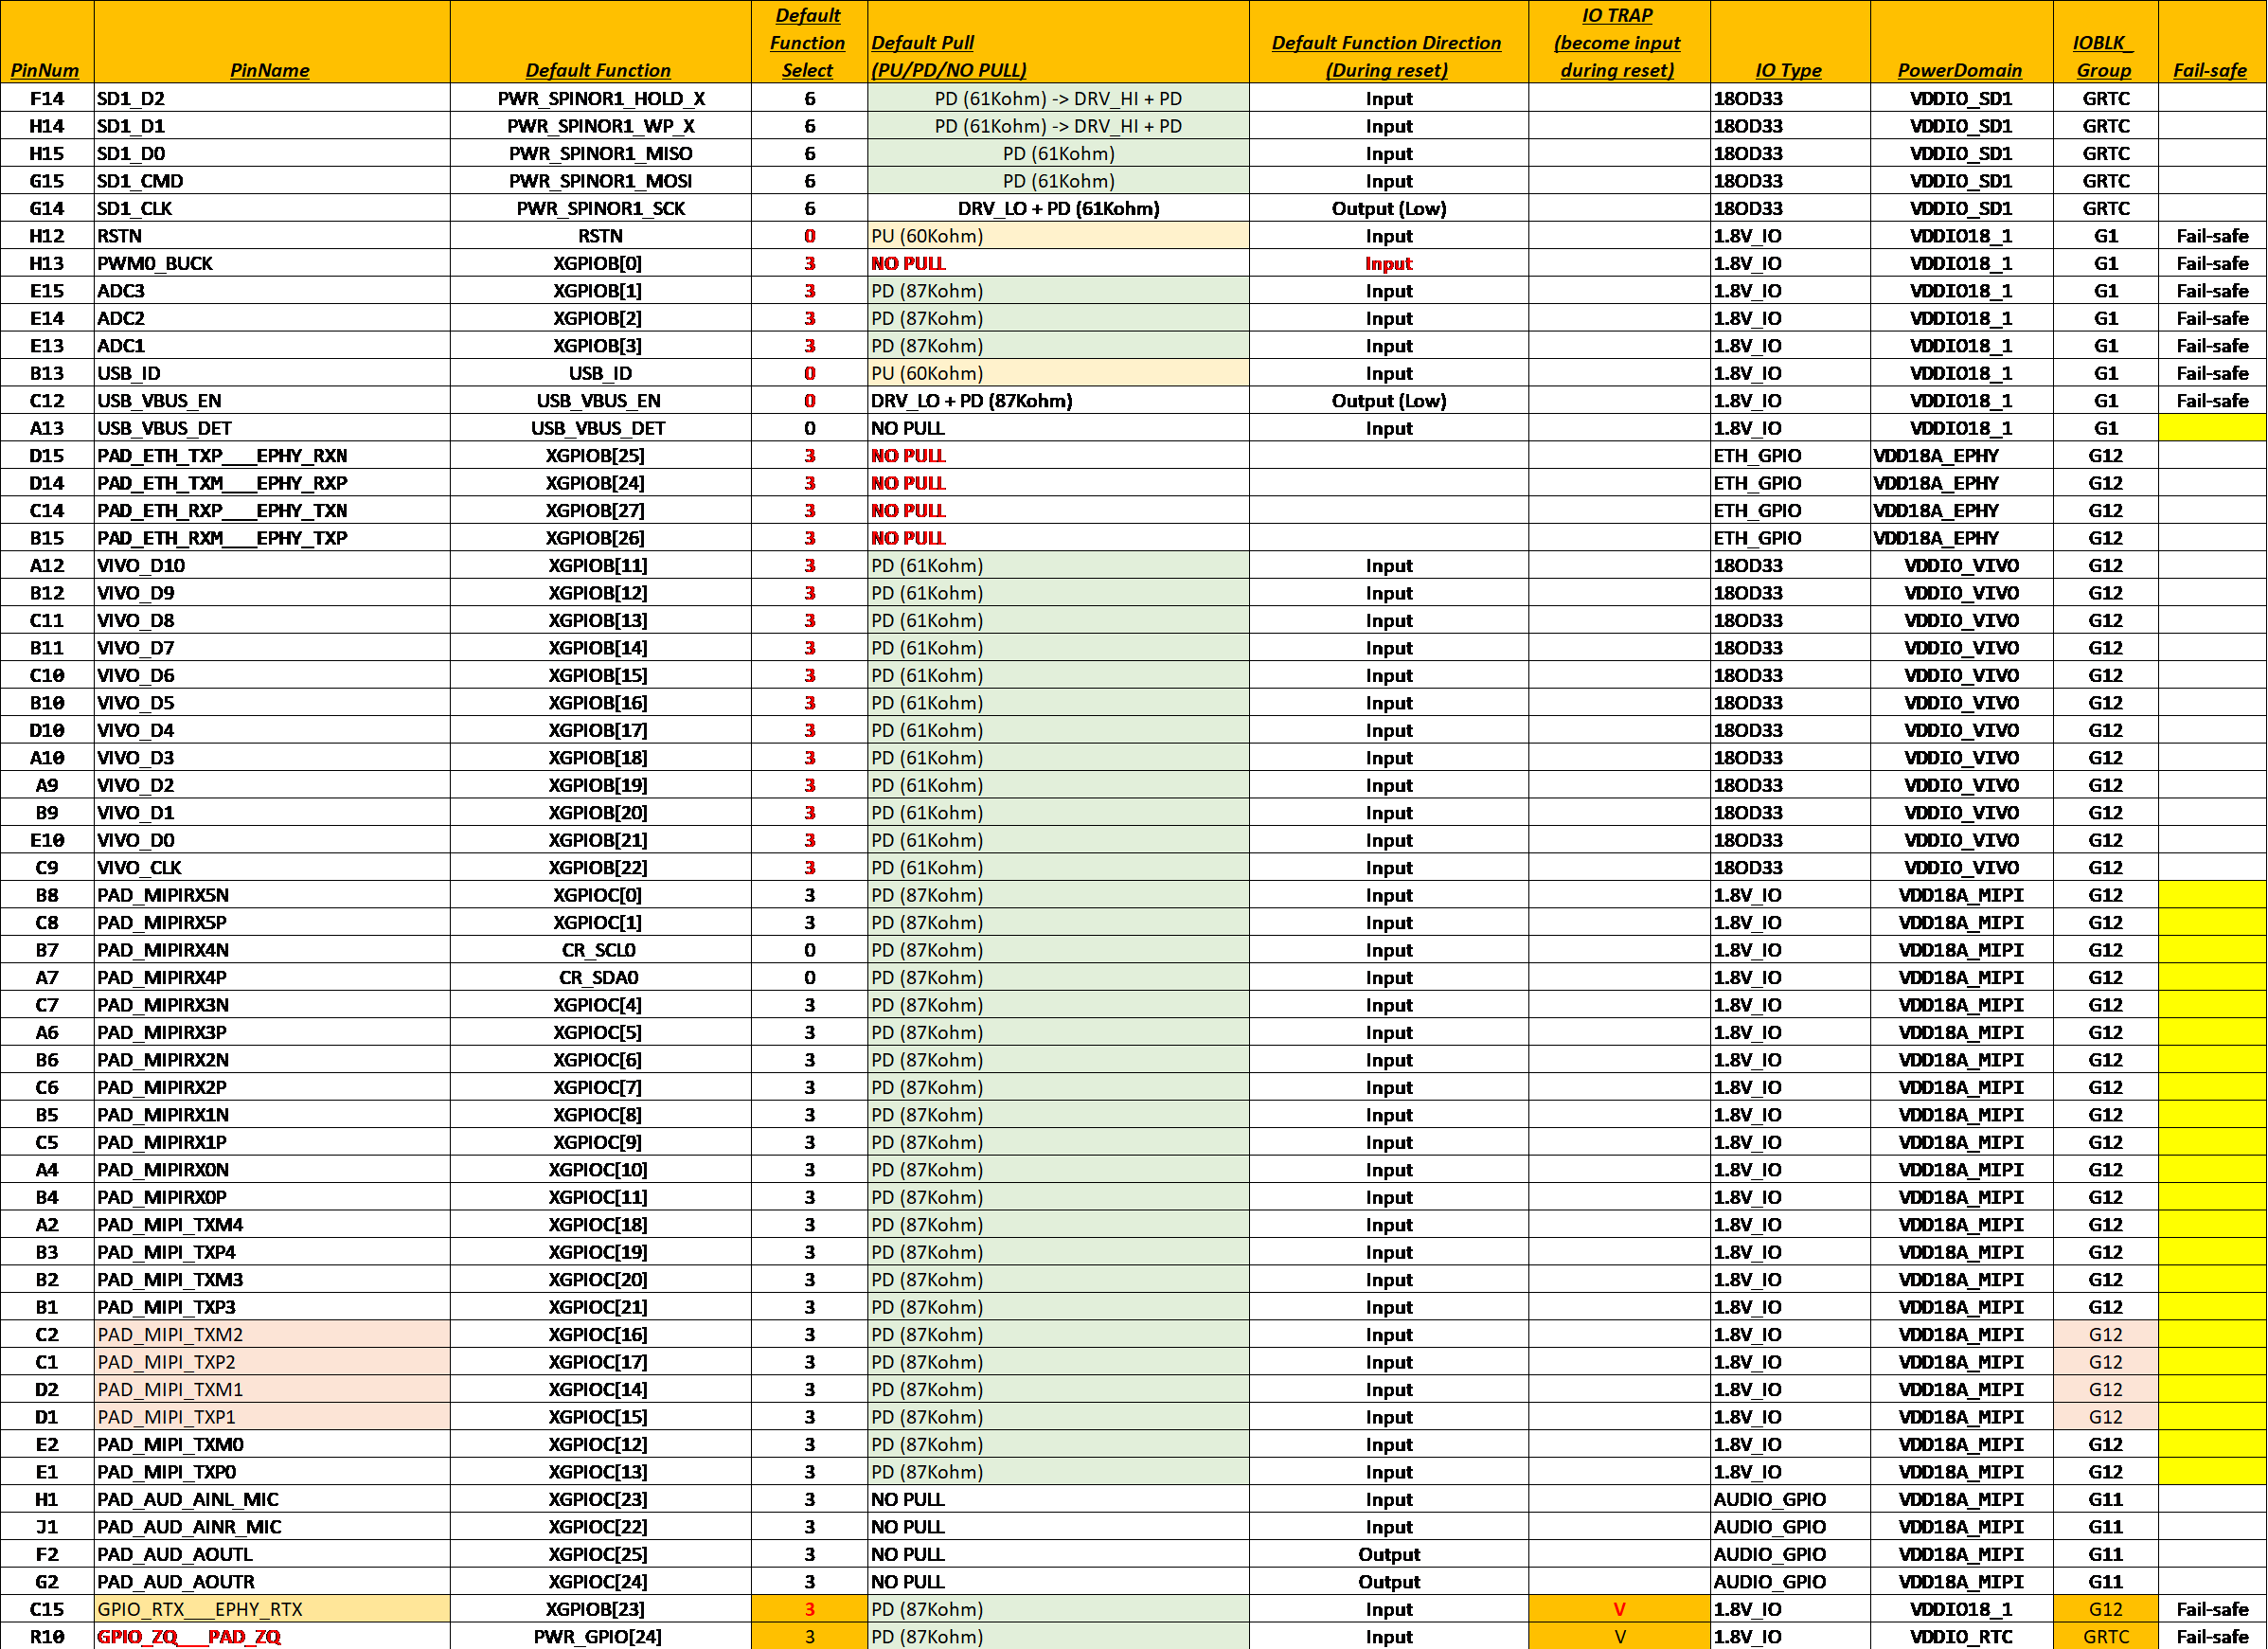 PinNum PinName Default Function Default Function Select Default Pull (PU/PD/NO PULL) Default Function Direction (During reset) IO TRAP (become input during reset) IO Type PowerDomain IOBLK_ Group Fail-safe
F14 SD1_D2 PWR_SPINOR1_HOLD_X 6 PD (61Kohm) -> DRV_HI + PD Input 18OD33 VDDIO_SD1 GRTC
H14 SD1_D1 PWR_SPINOR1_WP_X 6 PD (61Kohm) -> DRV_HI + PD Input 18OD33 VDDIO_SD1 GRTC
H15 SD1_D0 PWR_SPINOR1_MISO 6 PD (61Kohm) Input 18OD33 VDDIO_SD1 GRTC
G15 SD1_CMD PWR_SPINOR1_MOSI 6 PD (61Kohm) Input 18OD33 VDDIO_SD1 GRTC
G14 SD1_CLK PWR_SPINOR1_SCK 6 DRV_LO + PD (61Kohm) Output (Low) 18OD33 VDDIO_SD1 GRTC
H12 RSTN RSTN 0 PU (60Kohm) Input 1.8V_IO VDDIO18_1 G1 Fail-safe
H13 PWM0_BUCK XGPIOB[0] 3 NO PULL Input 1.8V_IO VDDIO18_1 G1 Fail-safe
E15 ADC3 XGPIOB[1] 3 PD (87Kohm) Input 1.8V_IO VDDIO18_1 G1 Fail-safe
E14 ADC2 XGPIOB[2] 3 PD (87Kohm) Input 1.8V_IO VDDIO18_1 G1 Fail-safe
E13 ADC1 XGPIOB[3] 3 PD (87Kohm) Input 1.8V_IO VDDIO18_1 G1 Fail-safe
B13 USB_ID USB_ID 0 PU (60Kohm) Input 1.8V_IO VDDIO18_1 G1 Fail-safe
C12 USB_VBUS_EN USB_VBUS_EN 0 DRV_LO + PD (87Kohm) Output (Low) 1.8V_IO VDDIO18_1 G1 Fail-safe
A13 USB_VBUS_DET USB_VBUS_DET 0 NO PULL Input 1.8V_IO VDDIO18_1 G1
D15 PAD_ETH_TXP___EPHY_RXN XGPIOB[25] 3 NO PULL ETH_GPIO VDD18A_EPHY G12
D14 PAD_ETH_TXM___EPHY_RXP XGPIOB[24] 3 NO PULL ETH_GPIO VDD18A_EPHY G12
C14 PAD_ETH_RXP___EPHY_TXN XGPIOB[27] 3 NO PULL ETH_GPIO VDD18A_EPHY G12
B15 PAD_ETH_RXM___EPHY_TXP XGPIOB[26] 3 NO PULL ETH_GPIO VDD18A_EPHY G12
A12 VIVO_D10 XGPIOB[11] 3 PD (61Kohm) Input 18OD33 VDDIO_VIVO G12
B12 VIVO_D9 XGPIOB[12] 3 PD (61Kohm) Input 18OD33 VDDIO_VIVO G12
C11 VIVO_D8 XGPIOB[13] 3 PD (61Kohm) Input 18OD33 VDDIO_VIVO G12
B11 VIVO_D7 XGPIOB[14] 3 PD (61Kohm) Input 18OD33 VDDIO_VIVO G12
C10 VIVO_D6 XGPIOB[15] 3 PD (61Kohm) Input 18OD33 VDDIO_VIVO G12
B10 VIVO_D5 XGPIOB[16] 3 PD (61Kohm) Input 18OD33 VDDIO_VIVO G12
D10 VIVO_D4 XGPIOB[17] 3 PD (61Kohm) Input 18OD33 VDDIO_VIVO G12
A10 VIVO_D3 XGPIOB[18] 3 PD (61Kohm) Input 18OD33 VDDIO_VIVO G12
A9 VIVO_D2 XGPIOB[19] 3 PD (61Kohm) Input 18OD33 VDDIO_VIVO G12
B9 VIVO_D1 XGPIOB[20] 3 PD (61Kohm) Input 18OD33 VDDIO_VIVO G12
E10 VIVO_D0 XGPIOB[21] 3 PD (61Kohm) Input 18OD33 VDDIO_VIVO G12
C9 VIVO_CLK XGPIOB[22] 3 PD (61Kohm) Input 18OD33 VDDIO_VIVO G12
B8 PAD_MIPIRX5N XGPIOC[0] 3 PD (87Kohm) Input 1.8V_IO VDD18A_MIPI G12
C8 PAD_MIPIRX5P XGPIOC[1] 3 PD (87Kohm) Input 1.8V_IO VDD18A_MIPI G12
B7 PAD_MIPIRX4N CR_SCL0 0 PD (87Kohm) Input 1.8V_IO VDD18A_MIPI G12
A7 PAD_MIPIRX4P CR_SDA0 0 PD (87Kohm) Input 1.8V_IO VDD18A_MIPI G12
C7 PAD_MIPIRX3N XGPIOC[4] 3 PD (87Kohm) Input 1.8V_IO VDD18A_MIPI G12
A6 PAD_MIPIRX3P XGPIOC[5] 3 PD (87Kohm) Input 1.8V_IO VDD18A_MIPI G12
B6 PAD_MIPIRX2N XGPIOC[6] 3 PD (87Kohm) Input 1.8V_IO VDD18A_MIPI G12
C6 PAD_MIPIRX2P XGPIOC[7] 3 PD (87Kohm) Input 1.8V_IO VDD18A_MIPI G12
B5 PAD_MIPIRX1N XGPIOC[8] 3 PD (87Kohm) Input 1.8V_IO VDD18A_MIPI G12
C5 PAD_MIPIRX1P XGPIOC[9] 3 PD (87Kohm) Input 1.8V_IO VDD18A_MIPI G12
A4 PAD_MIPIRX0N XGPIOC[10] 3 PD (87Kohm) Input 1.8V_IO VDD18A_MIPI G12
B4 PAD_MIPIRX0P XGPIOC[11] 3 PD (87Kohm) Input 1.8V_IO VDD18A_MIPI G12
A2 PAD_MIPI_TXM4 XGPIOC[18] 3 PD (87Kohm) Input 1.8V_IO VDD18A_MIPI G12
B3 PAD_MIPI_TXP4 XGPIOC[19] 3 PD (87Kohm) Input 1.8V_IO VDD18A_MIPI G12
B2 PAD_MIPI_TXM3 XGPIOC[20] 3 PD (87Kohm) Input 1.8V_IO VDD18A_MIPI G12
B1 PAD_MIPI_TXP3 XGPIOC[21] 3 PD (87Kohm) Input 1.8V_IO VDD18A_MIPI G12
C2 PAD_MIPI_TXM2 XGPIOC[16] 3 PD (87Kohm) Input 1.8V_IO VDD18A_MIPI G12
C1 PAD_MIPI_TXP2 XGPIOC[17] 3 PD (87Kohm) Input 1.8V_IO VDD18A_MIPI G12
D2 PAD_MIPI_TXM1 XGPIOC[14] 3 PD (87Kohm) Input 1.8V_IO VDD18A_MIPI G12
D1 PAD_MIPI_TXP1 XGPIOC[15] 3 PD (87Kohm) Input 1.8V_IO VDD18A_MIPI G12
E2 PAD_MIPI_TXM0 XGPIOC[12] 3 PD (87Kohm) Input 1.8V_IO VDD18A_MIPI G12
E1 PAD_MIPI_TXP0 XGPIOC[13] 3 PD (87Kohm) Input 1.8V_IO VDD18A_MIPI G12
H1 PAD_AUD_AINL_MIC XGPIOC[23] 3 NO PULL Input AUDIO_GPIO VDD18A_MIPI G11
J1 PAD_AUD_AINR_MIC XGPIOC[22] 3 NO PULL Input AUDIO_GPIO VDD18A_MIPI G11
F2 PAD_AUD_AOUTL XGPIOC[25] 3 NO PULL Output AUDIO_GPIO VDD18A_MIPI G11
G2 PAD_AUD_AOUTR XGPIOC[24] 3 NO PULL Output AUDIO_GPIO VDD18A_MIPI G11
C15 GPIO_RTX___EPHY_RTX XGPIOB[23] 3 PD (87Kohm) Input V 1.8V_IO VDDIO18_1 G12 Fail-safe
R10 GPIO_ZQ___PAD_ZQ PWR_GPIO[24] 3 PD (87Kohm) Input V 1.8V_IO VDDIO_RTC GRTC Fail-safe